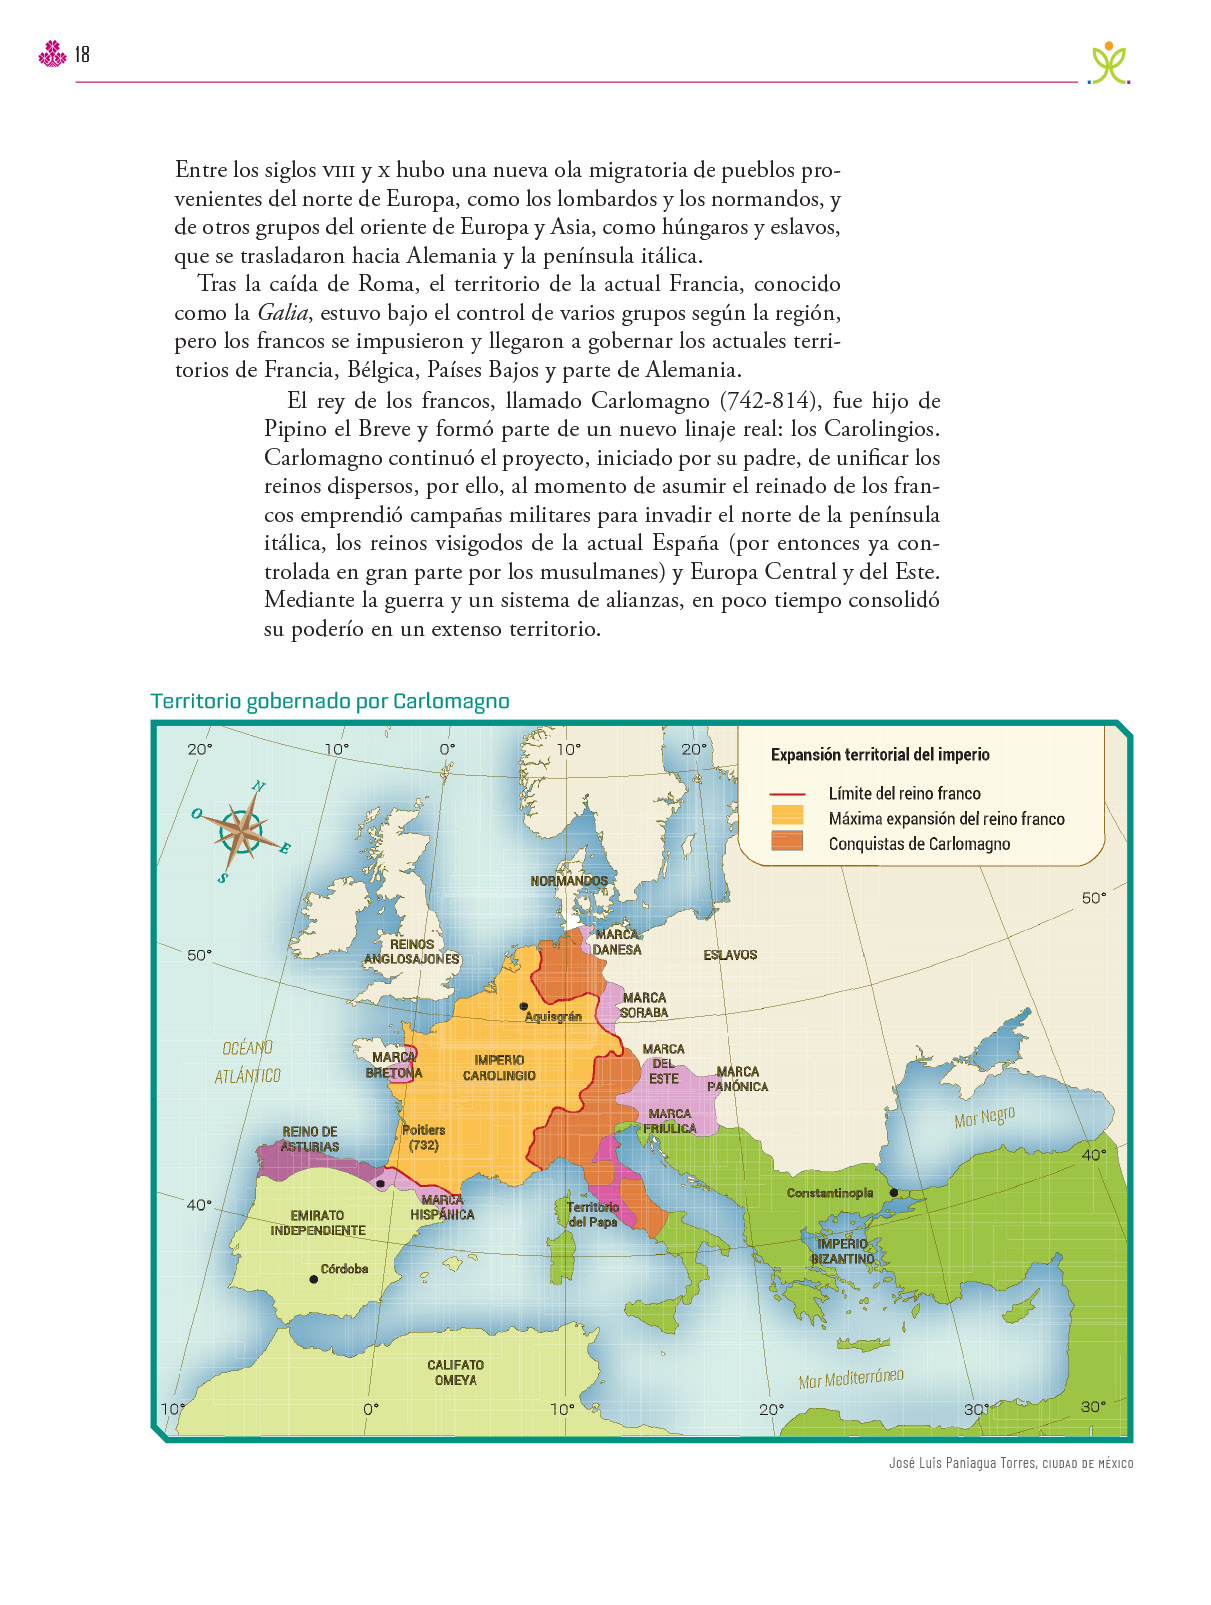 18
Entre los siglos VIII y X hubo una nueva ola migratoria de pueblos pro-
venientes del norte de Europa, como los lombardos y los normandos, y
de otros grupos del oriente de Europa y Asia, como húngaros y eslavos,
que se trasladaron hacia Alemania y la península itálica.
Tras la caída de Roma, el territorio de la actual Francia, conocido
como la Galia, estuvo bajo el control de varios grupos según la región,
pero los francos se impusieron y llegaron a gobernar los actuales terri-
torios de Francia, Bélgica, Países Bajos y parte de Alemania.
El rey de los francos, llamado Carlomagno (742-814), fue hijo de
Pipino el Breve y formó parte de un nuevo linaje real: los Carolingios.
Carlomagno continuó el proyecto, iniciado por su padre, de unificar los
reinos dispersos, por ello, al momento de asumir el reinado de los fran-
cos emprendió campañas militares para invadir el norte de la península
itálica, los reinos visigodos de la actual España (por entonces ya con-
trolada en gran parte por los musulmanes) y Europa Central y del Este.
Mediante la guerra y un sistema de alianzas, en poco tiempo consolidó
su poderío en un extenso territorio.
Territorio gobernado por Carlomagno
20° 10° 0° 10° 20°
Expansión territorial del imperio
Límite del reino franco
Máxima expansión del reino franco
Conquistas de Carlomagno
N
O
E
S
NORMANDOS
50°
REINOS
ANGLOSAJONES
MARCA
DANESA
ESLAVOS
50°
MARCA
SORABA
Aquisgrán
OCÉANO
ATLÁNTICO
MARCA
BRETONA
IMPERIO
CAROLINGIO
MARCA
DEL
ESTE
MARCA
PANÓNICA
MARCA
FRIULICA
Mar Negro
REINO DE
ASTURIAS
Poitiers
(732)
40°
40°
MARCA
HISPÁNICA
Constantinopla
EMIRATO
INDEPENDIENTE
Territorio
del Papa
IMPERIO
BIZANTINO
Córdoba
CALIFATO
OMEYA
Mar Mediterráneo
10° 0° 10° 20° 30° 30°
José Luis Paniagua Torres, CIUDAD DE MÉXICO